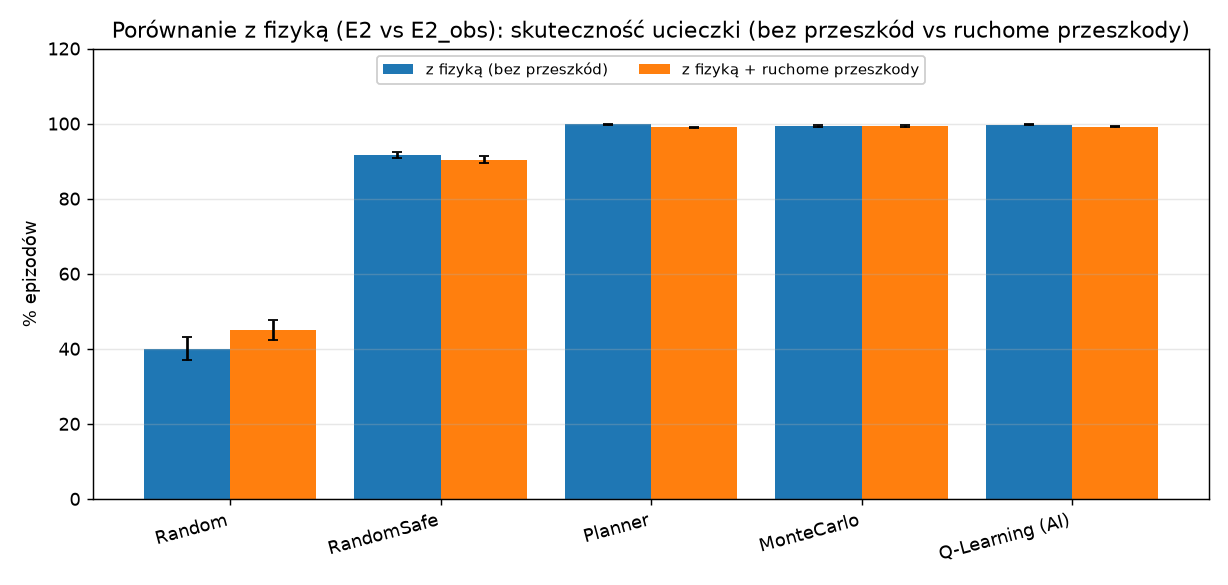 Porównanie z fizyką (E2 vs E2_obs): skuteczność ucieczki (bez przeszkód vs ruchome przeszkody)
z fizyką (bez przeszkód)
z fizyką + ruchome przeszkody
% epizodów
120
100
80
60
40
20
0
Random
RandomSafe
Planner
MonteCarlo
Q-Learning (AI)